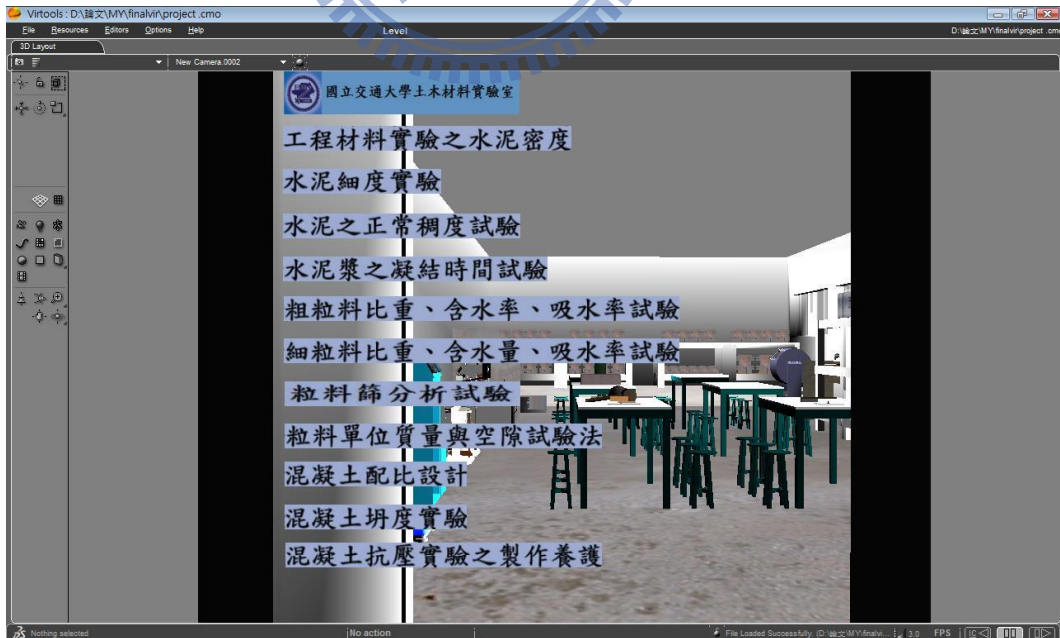 Virtools : D:\論文\MY\finalvir\project .cmo
File Resources Editors Options Help Level D:\論文\MY\finalvir\project .cmo
3D Layout
New Camera.0002
國立交通大學土木材料實驗室
工程材料實驗之水泥密度
水泥細度實驗
水泥之正常稠度試驗
水泥漿之凝結時間試驗
粗粒料比重、含水率、吸水率試驗
細粒料比重、含水量、吸水率試驗
粒料篩分析試驗
粒料單位質量與空隙試驗法
混凝土配比設計
混凝土坍度實驗
混凝土抗壓實驗之製作養護
Nothing selected No action File Loaded Successfully. (D:\論文\MY\finalvi... 3.0 FPS